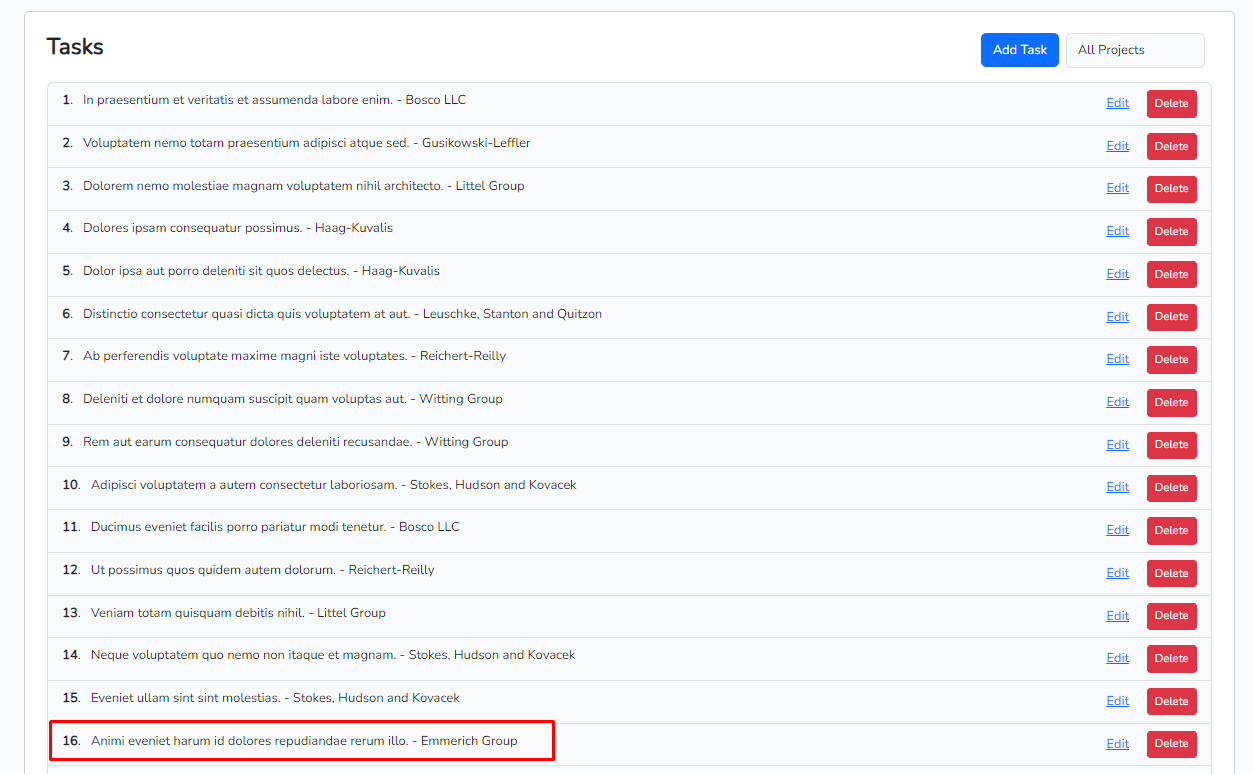 Tasks
Add Task
All Projects
1. In praesentium et veritatis et assumenda labore enim. - Bosco LLC Edit Delete
2. Voluptatem nemo totam praesentium adipisci atque sed. - Gusikowski-Leffler Edit Delete
3. Dolorem nemo molestiae magnam voluptatem nihil architecto. - Littel Group Edit Delete
4. Dolores ipsam consequatur possimus. - Haag-Kuvalis Edit Delete
5. Dolor ipsa aut porro deleniti sit quos delectus. - Haag-Kuvalis Edit Delete
6. Distinctio consectetur quasi dicta quis voluptatem at aut. - Leuschke, Stanton and Quitzon Edit Delete
7. Ab perferendis voluptate maxime magni iste voluptates. - Reichert-Reilly Edit Delete
8. Deleniti et dolore numquam suscipit quam voluptas aut. - Witting Group Edit Delete
9. Rem aut earum consequatur dolores deleniti recusandae. - Witting Group Edit Delete
10. Adipisci voluptatem a autem consectetur laboriosam. - Stokes, Hudson and Kovacek Edit Delete
11. Ducimus eveniet facilis porro pariatur modi tenetur. - Bosco LLC Edit Delete
12. Ut possimus quos quidem autem dolorum. - Reichert-Reilly Edit Delete
13. Veniam totam quisquam debitis nihil. - Littel Group Edit Delete
14. Neque voluptatem quo nemo non itaque et magnam. - Stokes, Hudson and Kovacek Edit Delete
15. Eveniet ullam sint sint molestias. - Stokes, Hudson and Kovacek Edit Delete
16. Animi eveniet harum id dolores repudiandae rerum illo. - Emmerich Group Edit Delete